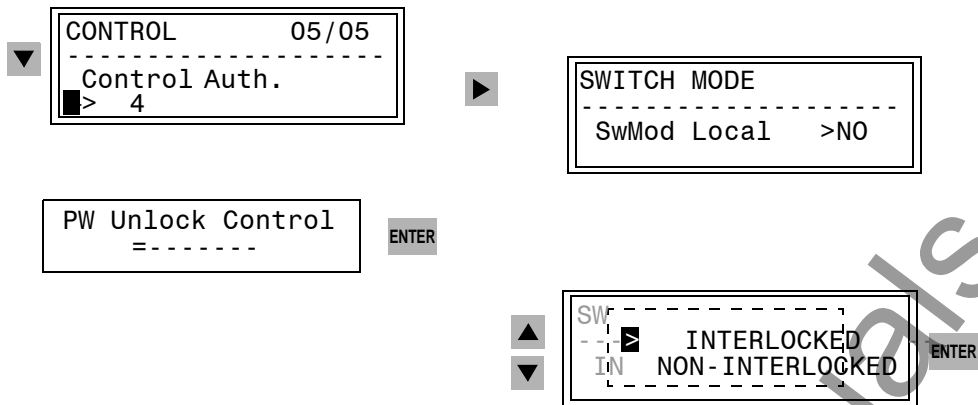 CONTROL 05/05
---------------------
Control Auth.
> 4
SWITCH MODE
--------------------
SwMod Local >NO
PW Unlock Control
=-------
ENTER
SW
---> INTERLOCKED
IN NON-INTERLOCKED
ENTER
als